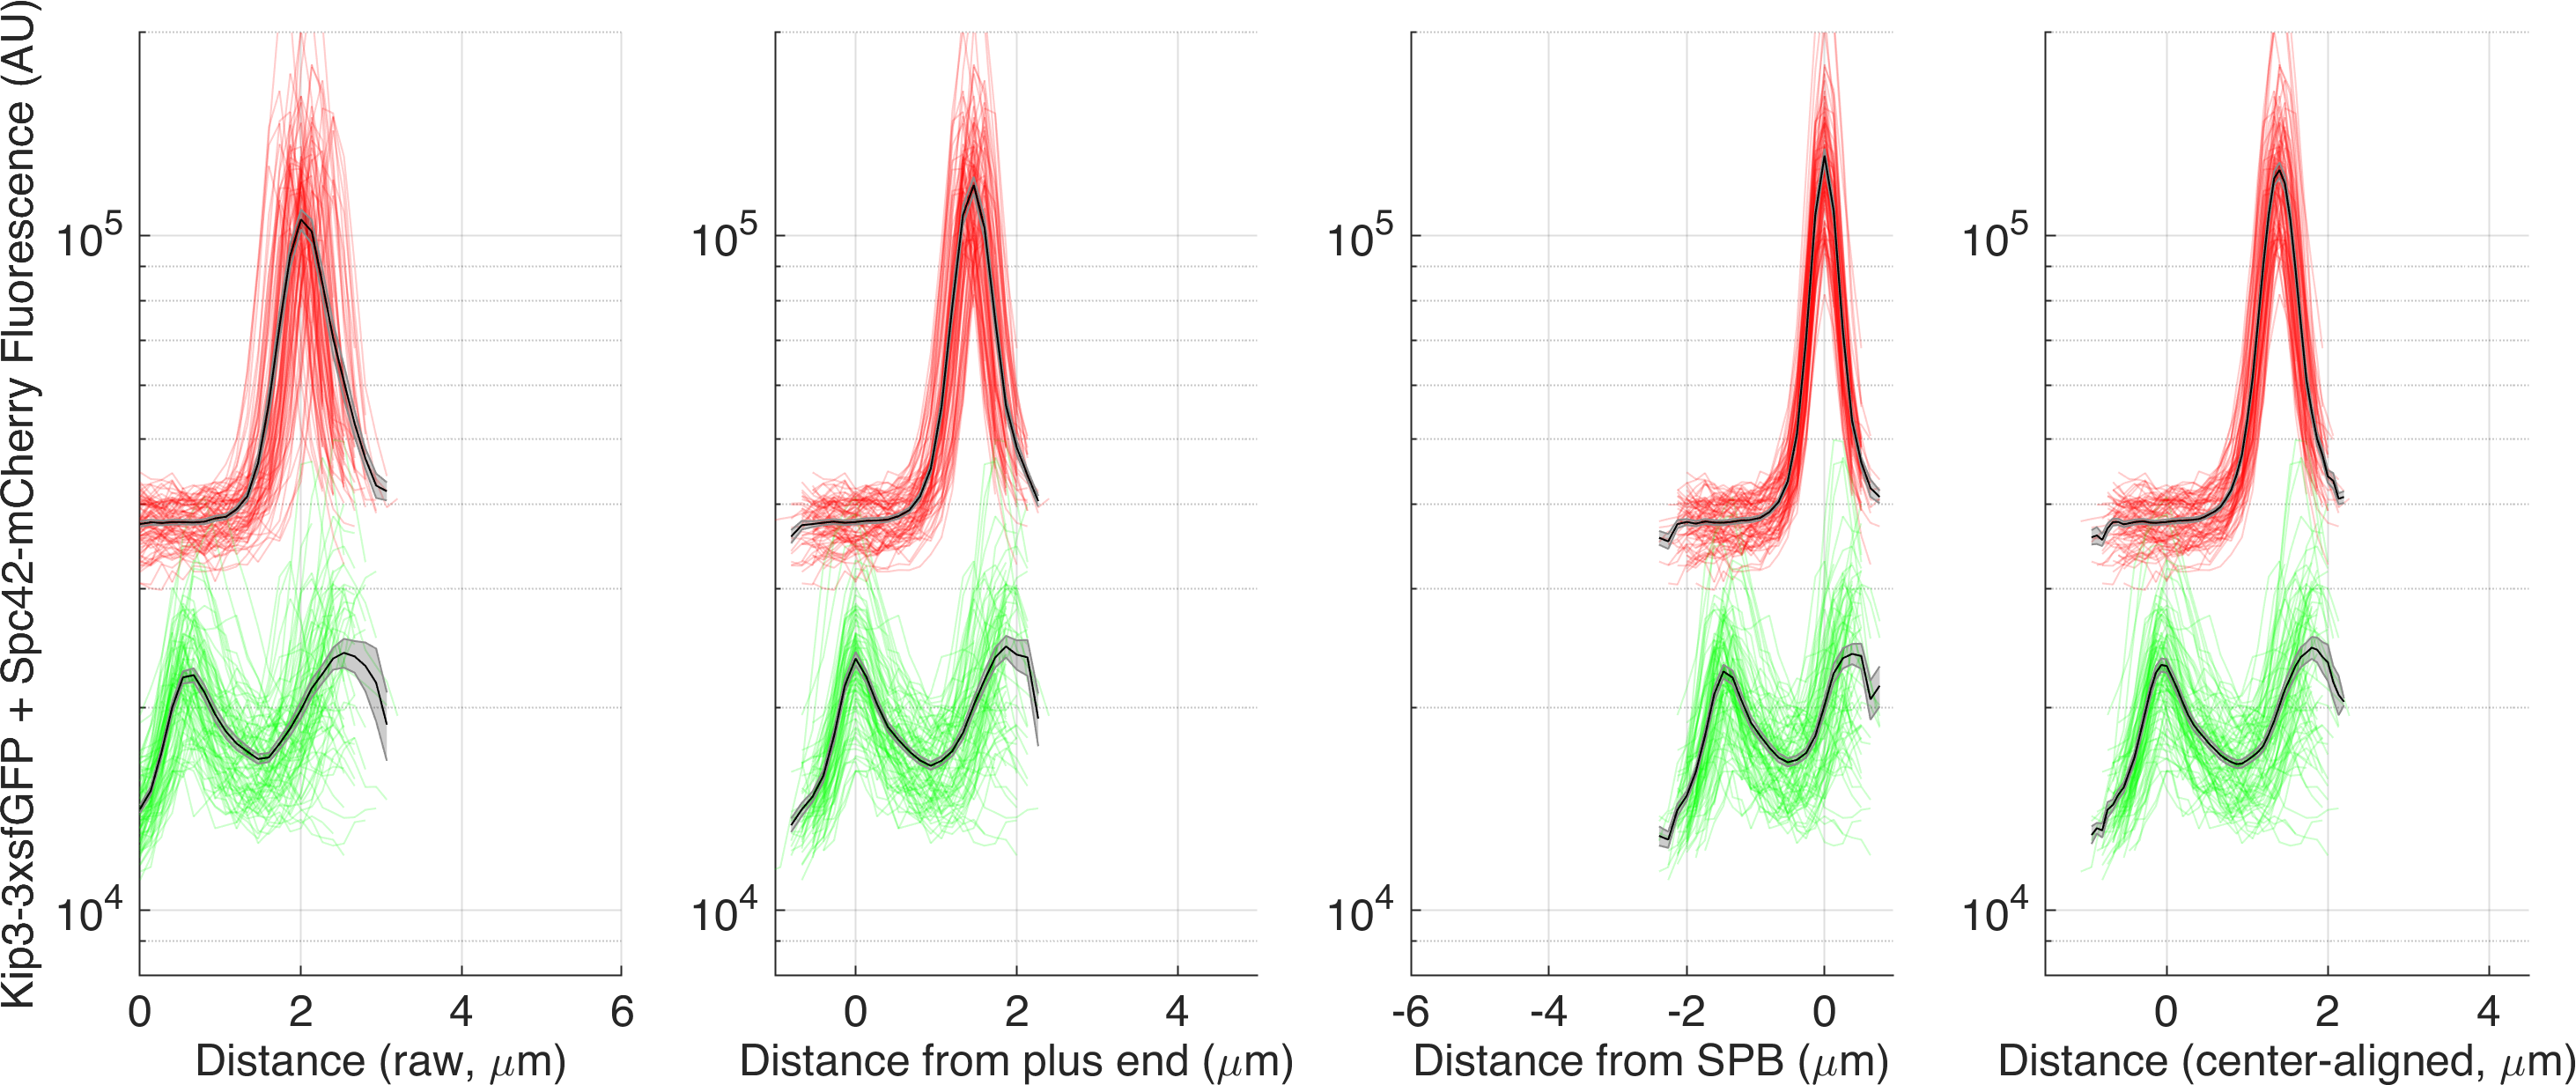 Kip3-3xsfGFP + Spc42-mCherry Fluorescence (AU)
10^5
10^4
0 2 4 6
Distance (raw, μm)
10^5
10^4
0 2 4
Distance from plus end (μm)
10^5
10^4
-6 -4 -2 0
Distance from SPB (μm)
10^5
10^4
0 2 4
Distance (center-aligned, μm)